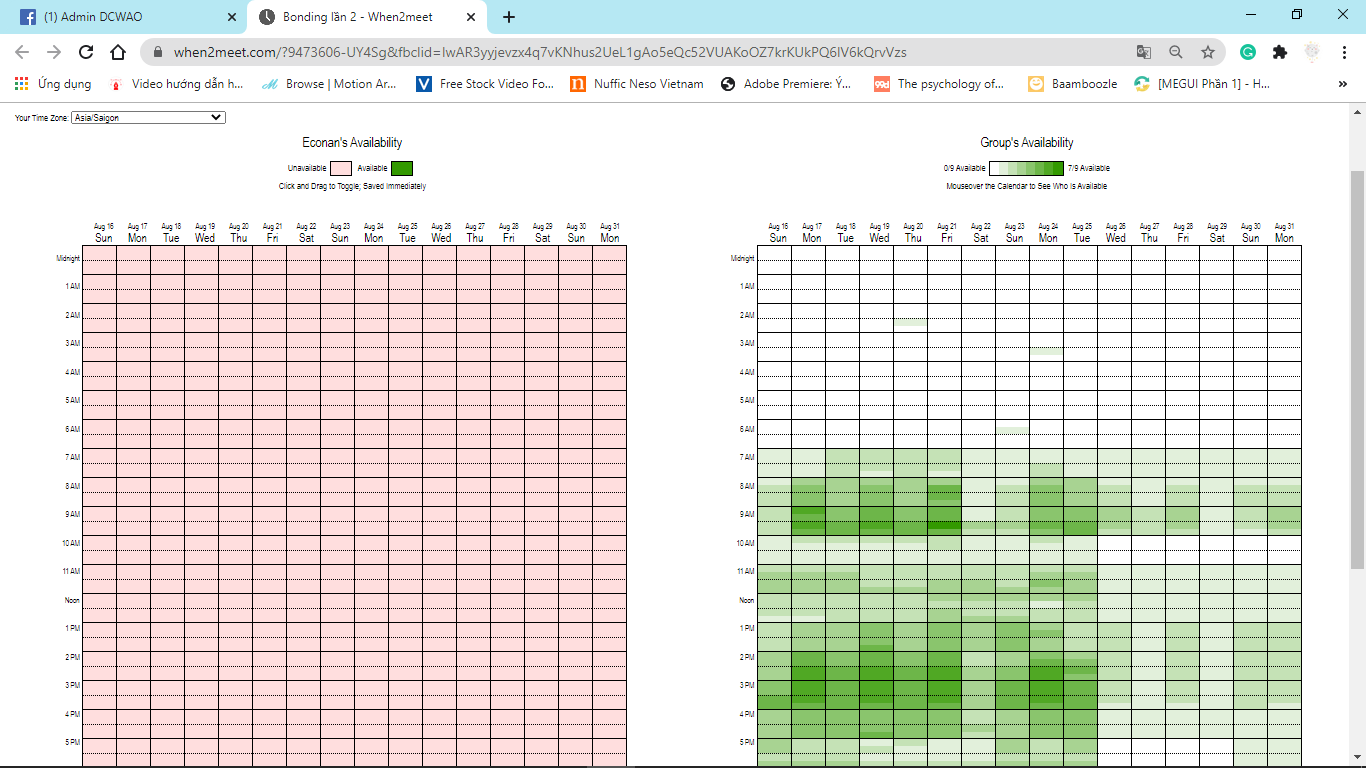 (1) Admin DCWAO
Bonding lần 2 - When2meet
when2meet.com/?9473606-UY4Sg&fbclid=IwAR3yyjevzx4q7vKNhus2UeL1gAo5eQc52VUAKoOZ7krKUkPQ6IV6kQrvVzs
Ứng dụng
Video hướng dẫn h...
Browse | Motion Ar...
Free Stock Video Fo...
Nuffic Neso Vietnam
Adobe Premiere: Ý...
The psychology of...
Baamboozle
[MEGUI Phần 1] - H...
»
Your Time Zone: Asia/Saigon
Econan's Availability
Unavailable Available
Click and Drag to Toggle; Saved Immediately
Aug 16 Aug 17 Aug 18 Aug 19 Aug 20 Aug 21 Aug 22 Aug 23 Aug 24 Aug 25 Aug 26 Aug 27 Aug 28 Aug 29 Aug 30 Aug 31
Sun Mon Tue Wed Thu Fri Sat Sun Mon Tue Wed Thu Fri Sat Sun Mon
Midnight
1 AM
2 AM
3 AM
4 AM
5 AM
6 AM
7 AM
8 AM
9 AM
10 AM
11 AM
Noon
1 PM
2 PM
3 PM
4 PM
5 PM
Group's Availability
0/9 Available 7/9 Available
Mouseover the Calendar to See Who Is Available
Aug 16 Aug 17 Aug 18 Aug 19 Aug 20 Aug 21 Aug 22 Aug 23 Aug 24 Aug 25 Aug 26 Aug 27 Aug 28 Aug 29 Aug 30 Aug 31
Sun Mon Tue Wed Thu Fri Sat Sun Mon Tue Wed Thu Fri Sat Sun Mon
Midnight
1 AM
2 AM
3 AM
4 AM
5 AM
6 AM
7 AM
8 AM
9 AM
10 AM
11 AM
Noon
1 PM
2 PM
3 PM
4 PM
5 PM